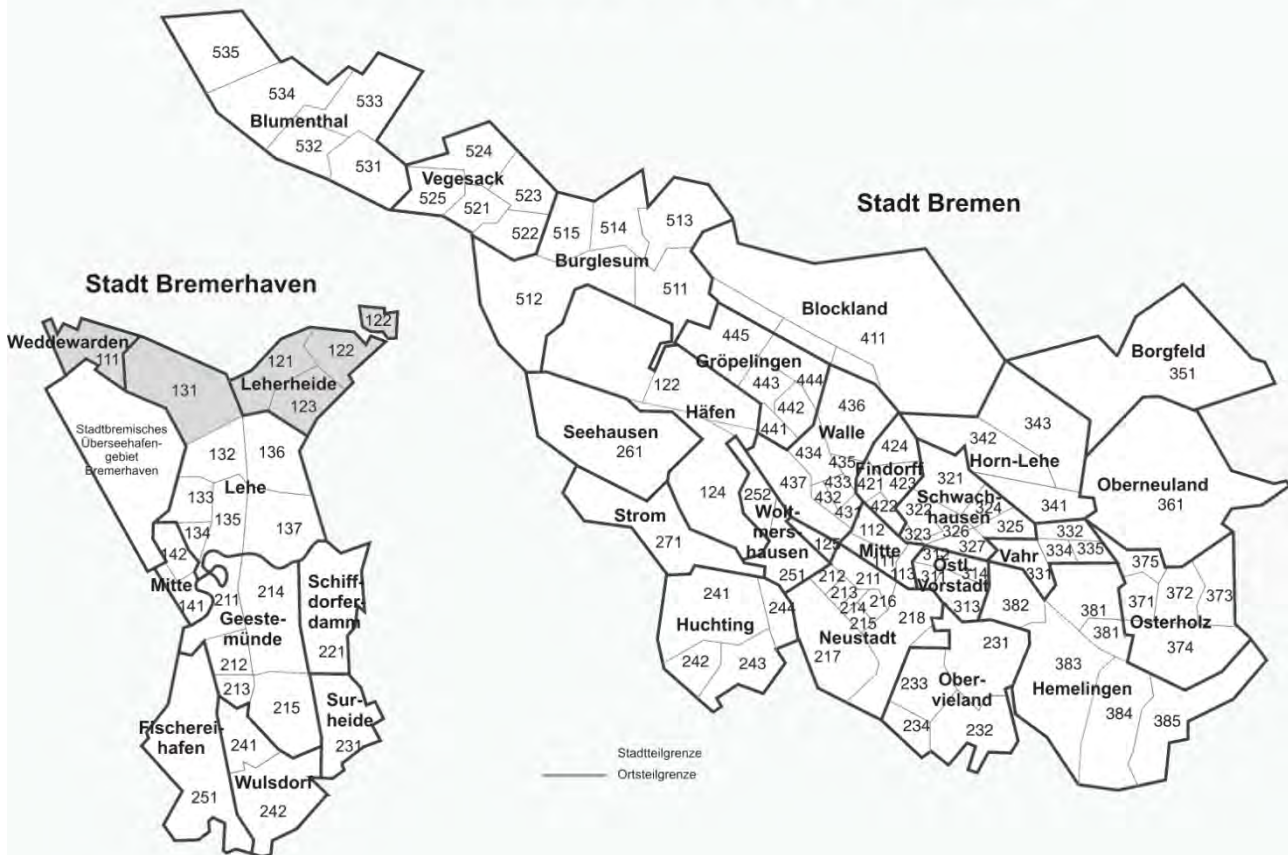 535
534
533
Blumenthal
532
531
524
Vegesack
525
523
521
522
515
514
513
Burglesum
512
511
Stadt Bremen
Stadt Bremerhaven
Weddewarden
111
131
121
122
122
Leherheide
123
Stadtbremisches
Überseehafen-
gebiet
Bremerhaven
132
136
Lehe
133
135
134
137
142
Mitte
141
211
214
Geeste-
münde
212
213
215
Schiff-
dorfer-
damm
221
Sur-
heide
231
Fischerei-
hafen
251
241
Wulsdorf
242
Blockland
411
445
Gröpelingen
443
444
442
441
122
Häfen
Seehausen
261
124
Strom
271
252
Wolt-
mers-
hausen
125
251
436
Walle
434
435
437
433
432
431
424
Findorff
421
423
422
Borgfeld
351
343
342
Horn-Lehe
341
Oberneuland
361
321
Schwach-
hausen
322
324
325
323
326
327
112
Mitte
111
113
312
Östl.
Vorstadt
311
314
313
Vahr
332
334
335
331
375
371
372
373
Osterholz
374
241
244
Huchting
242
243
212
211
213
214
216
215
218
Neustadt
217
233
231
Ober-
vieland
234
232
382
381
381
383
Hemelingen
384
385
Stadtteilgrenze
Ortsteilgrenze